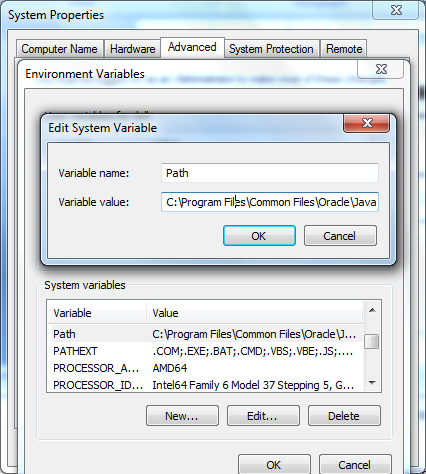 System Properties
Computer Name Hardware Advanced System Protection Remote
Environment Variables
Edit System Variable
Variable name: Path
Variable value: C:\Program Files\Common Files\Oracle\Java
OK Cancel
System variables
Variable Value
Path C:\Program Files\Common Files\Oracle\J...
PATHEXT .COM;.EXE;.BAT;.CMD;.VBS;.VBE;.JS;....
PROCESSOR_A... AMD64
PROCESSOR_ID... Intel64 Family 6 Model 37 Stepping 5, G...
New... Edit... Delete
OK Cancel